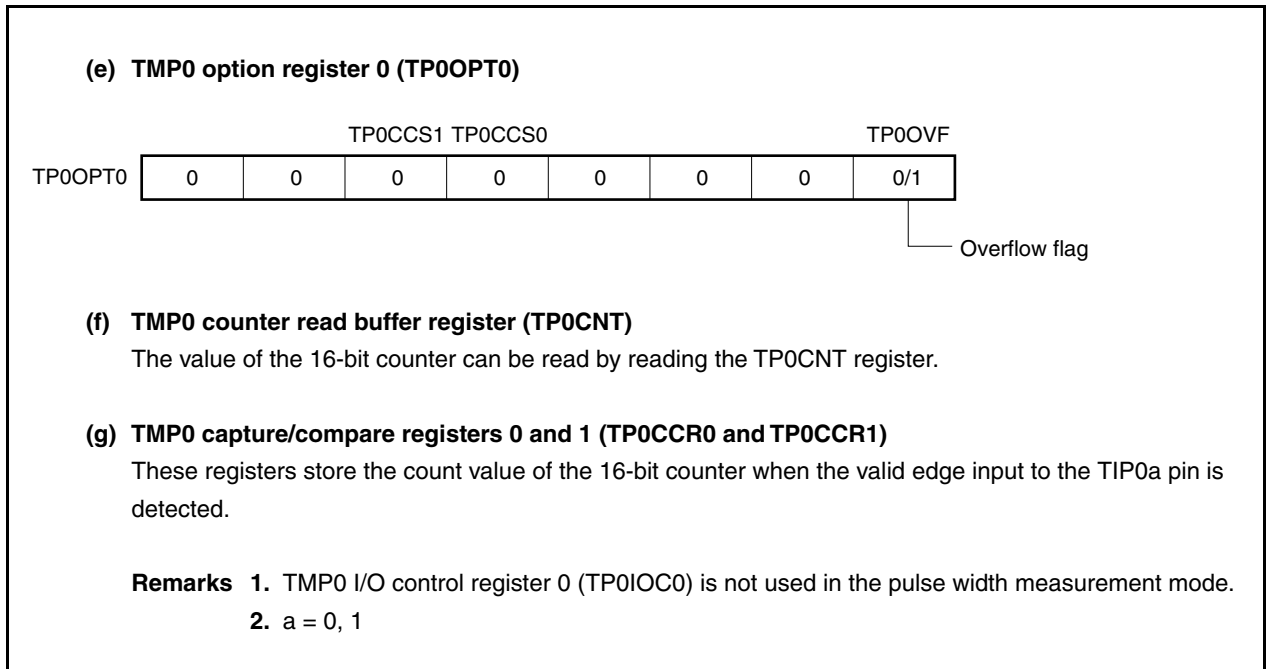 (e) TMP0 option register 0 (TP0OPT0)
TP0CCS1 TP0CCS0 TP0OVF
TP0OPT0 0 0 0 0 0 0 0 0/1
Overflow flag
(f) TMP0 counter read buffer register (TP0CNT)
The value of the 16-bit counter can be read by reading the TP0CNT register.
(g) TMP0 capture/compare registers 0 and 1 (TP0CCR0 and TP0CCR1)
These registers store the count value of the 16-bit counter when the valid edge input to the TIP0a pin is
detected.
Remarks 1. TMP0 I/O control register 0 (TP0IOC0) is not used in the pulse width measurement mode.
2. a = 0, 1